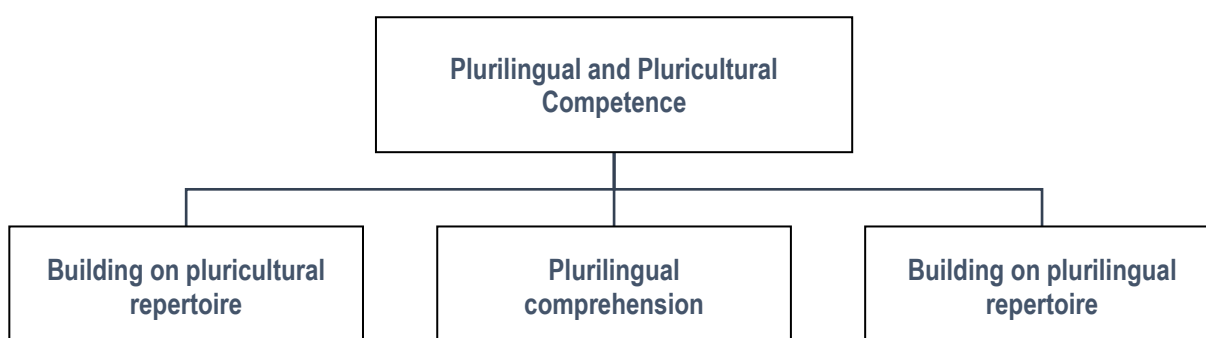 Plurilingual and Pluricultural
Competence
Building on pluricultural
repertoire
Plurilingual
comprehension
Building on plurilingual
repertoire